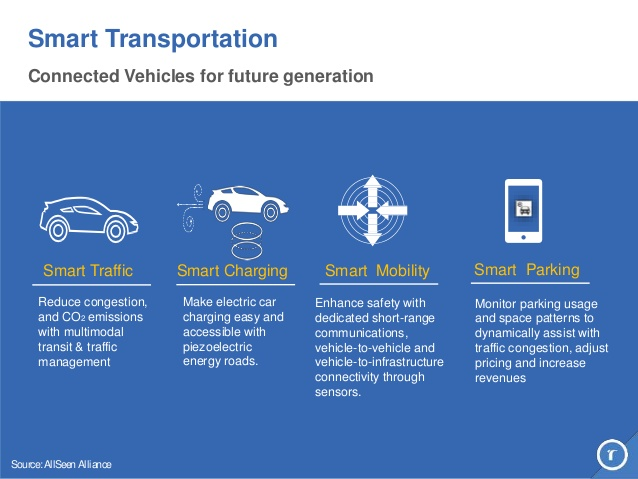 Smart Transportation
Connected Vehicles for future generation
Smart Traffic
Reduce congestion,
and CO₂ emissions
with multimodal
transit & traffic
management
Smart Charging
Make electric car
charging easy and
accessible with
piezoelectric
energy roads.
Smart Mobility
Enhance safety with
dedicated short-range
communications,
vehicle-to-vehicle and
vehicle-to-infrastructure
connectivity through
sensors.
Smart Parking
Monitor parking usage
and space patterns to
dynamically assist with
traffic congestion, adjust
pricing and increase
revenues
Source: AllSeen Alliance
r